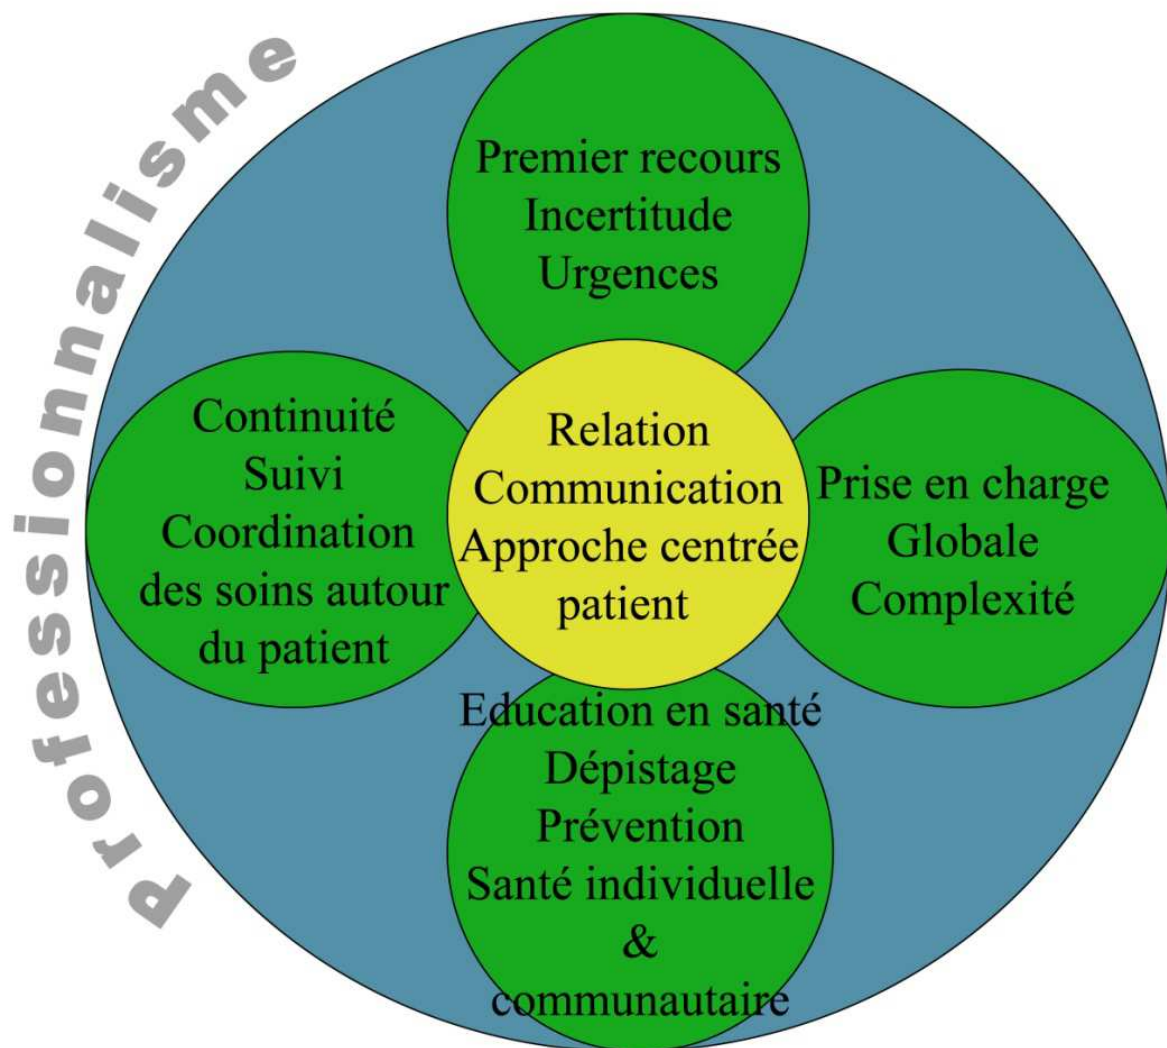 Professionnalisme
Premier recours
Incertitude
Urgences
Continuité
Suivi
Coordination
des soins autour
du patient
Relation
Communication
Approche centrée
patient
Prise en charge
Globale
Complexité
Education en santé
Dépistage
Prévention
Santé individuelle
&
communautaire